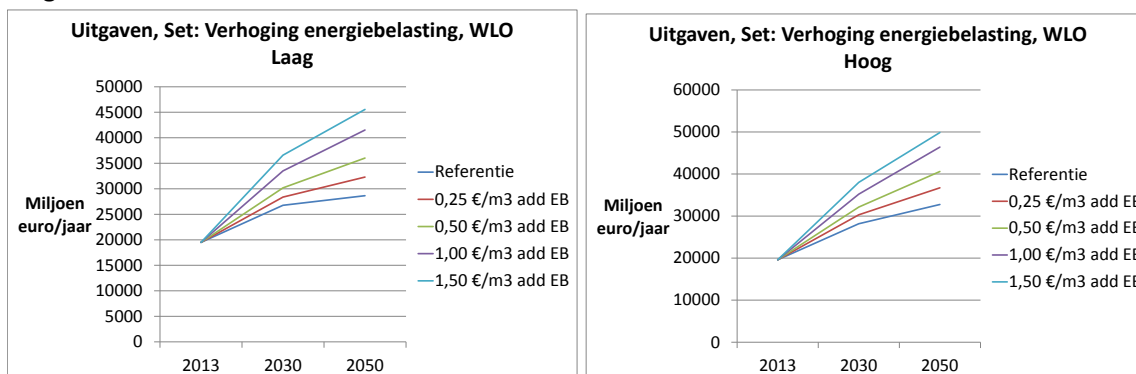 Uitgaven, Set: Verhoging energiebelasting, WLO
Laag
50000
45000
40000
35000
30000
25000
20000
15000
10000
5000
0
Miljoen
euro/jaar
2013 2030 2050
Referentie
0,25 €/m3 add EB
0,50 €/m3 add EB
1,00 €/m3 add EB
1,50 €/m3 add EB
Uitgaven, Set: Verhoging energiebelasting, WLO
Hoog
60000
50000
40000
30000
20000
10000
0
Miljoen
euro/jaar
2013 2030 2050
Referentie
0,25 €/m3 add EB
0,50 €/m3 add EB
1,00 €/m3 add EB
1,50 €/m3 add EB